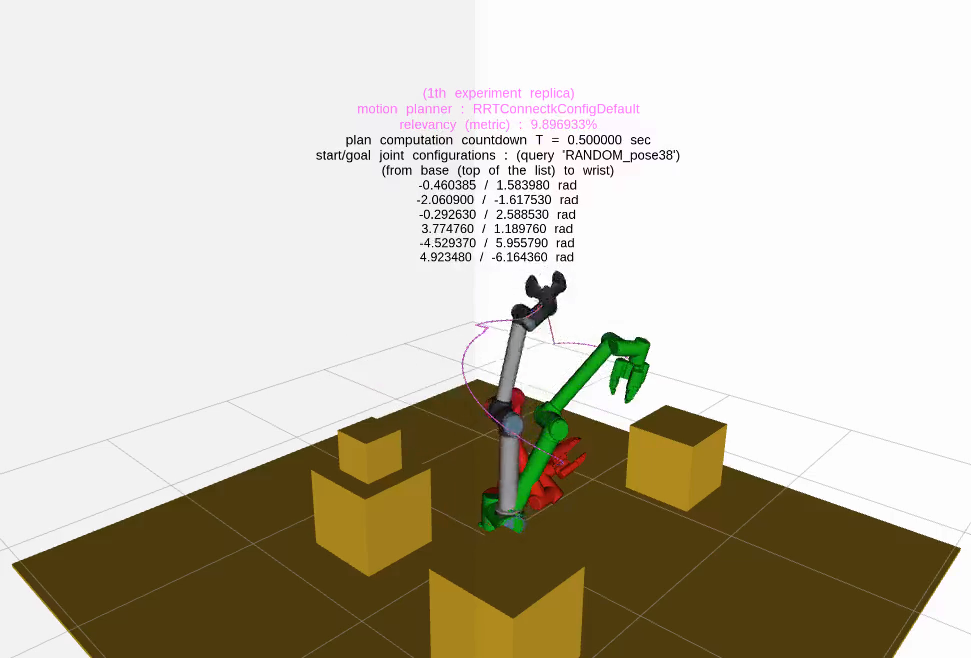 (1th experiment replica)
motion planner : RRTConnectkConfigDefault
relevancy (metric) : 9.896933%
plan computation countdown T = 0.500000 sec
start/goal joint configurations : (query 'RANDOM_pose38')
(from base (top of the list) to wrist)
-0.460385 / 1.583980 rad
-2.060900 / -1.617530 rad
-0.292630 / 2.588530 rad
3.774760 / 1.189760 rad
-4.529370 / 5.955790 rad
4.923480 / -6.164360 rad